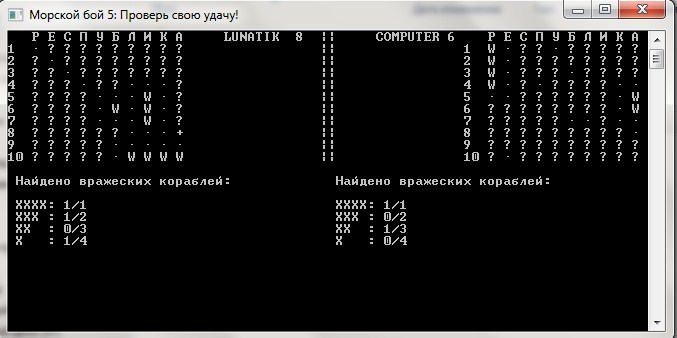 Морской бой 5: Проверь свою удачу!
Р Е С П У Б Л И К А LUNATIK 8 ¦¦ COMPUTER 6 Р Е С П У Б Л И К А
1 - ? ? ? ? ? ? ? ? ? ¦¦ 1 W - ? ? ? ? ? ? ? ?
2 ? - ? ? ? ? ? ? ? ? ¦¦ 2 W - ? ? ? ? ? ? ? ?
3 ? ? - ? ? ? ? ? ? ? ¦¦ 3 W - ? ? ? - ? ? ? ?
4 ? ? ? ? - ? - - - ? ¦¦ 4 W - ? ? ? ? ? ? - -
5 ? ? ? ? - - - W - ? ¦¦ 5 - - ? ? ? ? ? ? - W
6 ? ? ? ? ? - W - W - ? ¦¦ 6 ? ? ? ? ? ? ? ? - W
7 ? ? ? ? ? - - W - ? ¦¦ 7 ? ? ? ? ? ? - ? - -
8 ? ? ? ? ? ? - - - + ¦¦ 8 - ? ? ? ? ? ? - ? ?
9 ? ? ? ? ? - - - - - ¦¦ 9 ? ? ? ? ? ? ? ? ? ?
10 ? ? ? ? ? - W W W W ¦¦ 10 ? - ? ? ? ? ? ? ? ?
Найдено вражеских кораблей: Найдено вражеских кораблей:
XXXX: 1/1 XXXX: 1/1
XXX : 1/2 XXX : 0/2
XX : 0/3 XX : 1/3
X : 1/4 X : 0/4